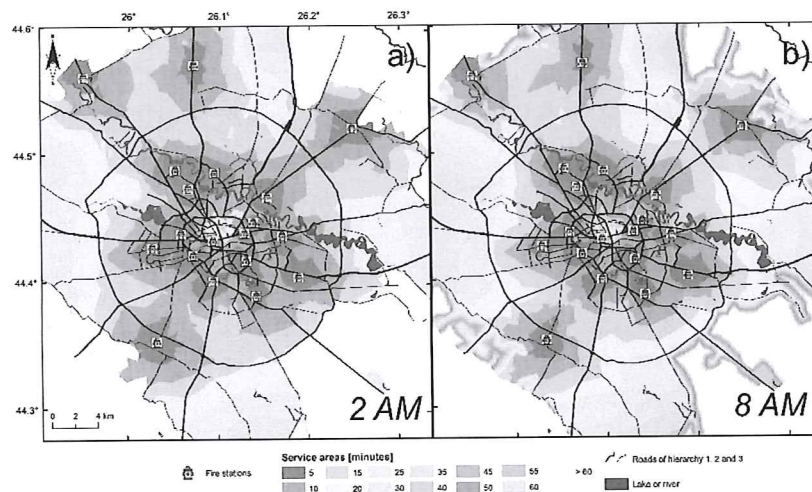 26° 26.1° 26.2° 26.3°
44.6°
44.5°
44.4°
44.3°
a)
b)
0 2 4 km
2 AM
8 AM
Service areas [minutes]
Fire stations
5 15 25 35 45 55 > 60
10 20 30 40 50 60
Roads of hierarchy 1, 2 and 3
Lake or river